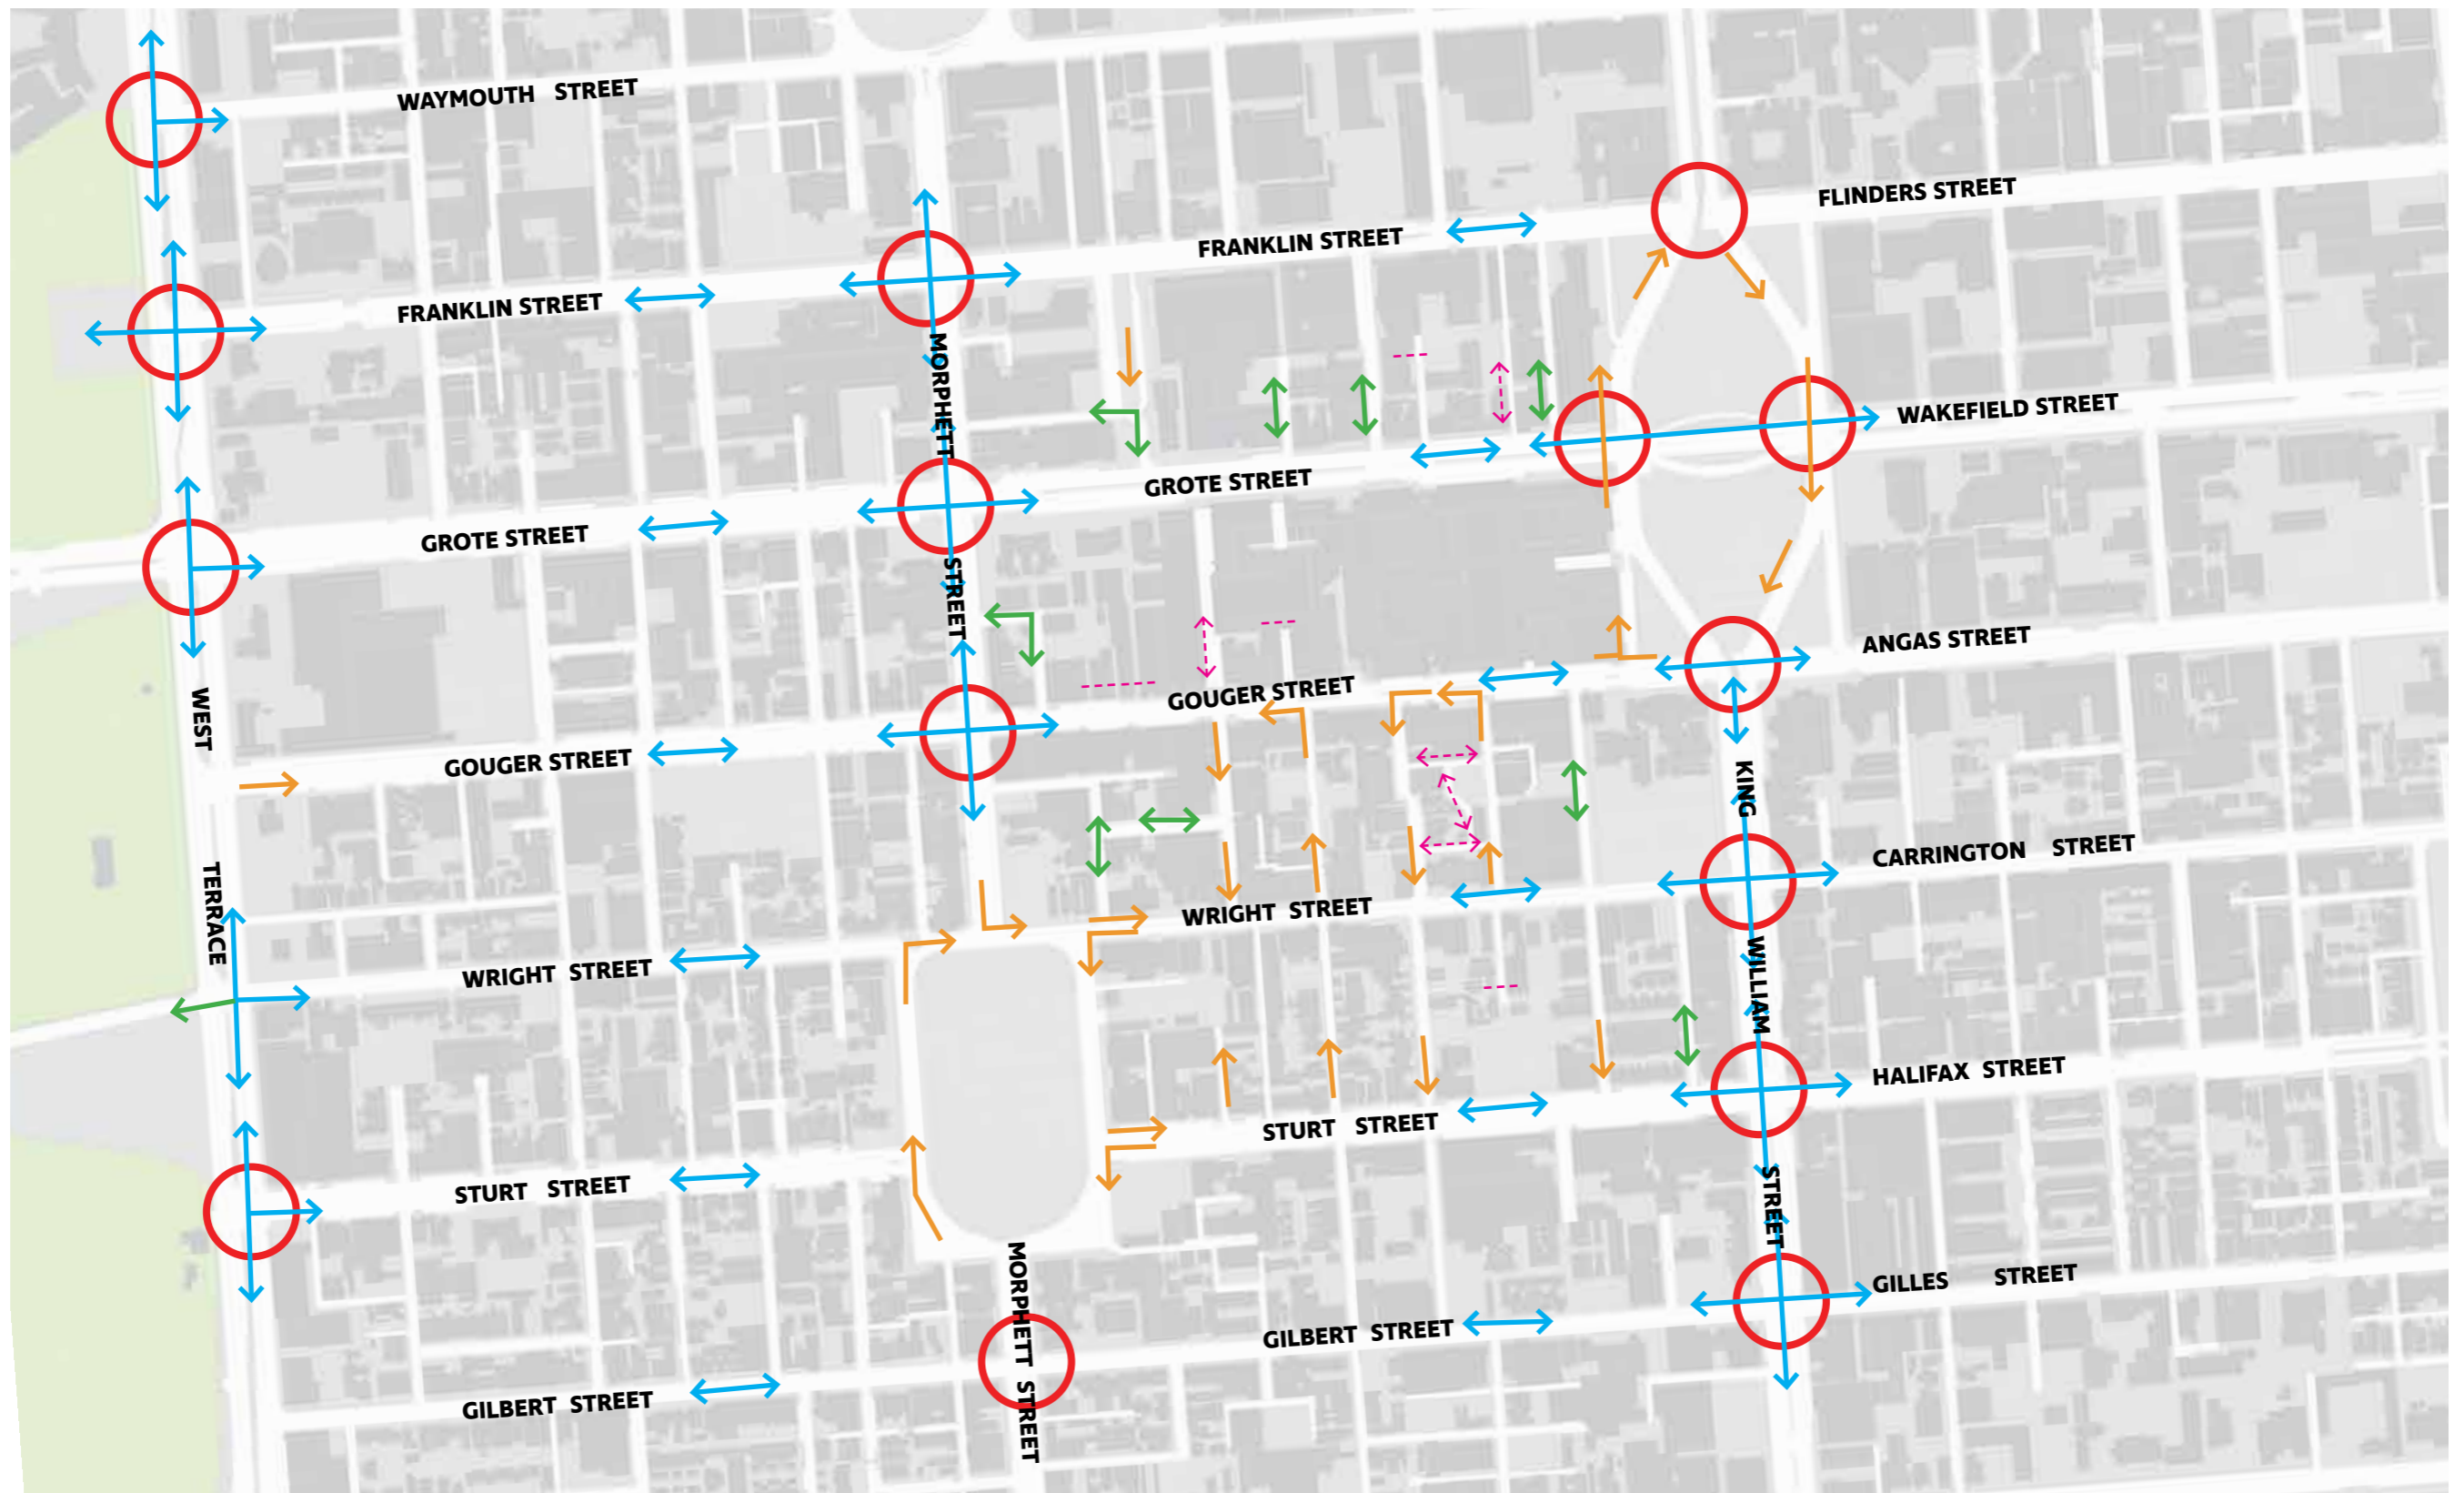 WAYMOUTH STREET
FLINDERS STREET
FRANKLIN STREET
FRANKLIN STREET
WAKEFIELD STREET
MORPHETT
STREET
GROTE STREET
GROTE STREET
ANGAS STREET
GOUGER STREET
WEST
TERRACE
GOUGER STREET
KING
WILLIAM
STREET
CARRINGTON STREET
WRIGHT STREET
WRIGHT STREET
HALIFAX STREET
STURT STREET
STURT STREET
MORPHETT STREET
GILLES STREET
GILBERT STREET
GILBERT STREET